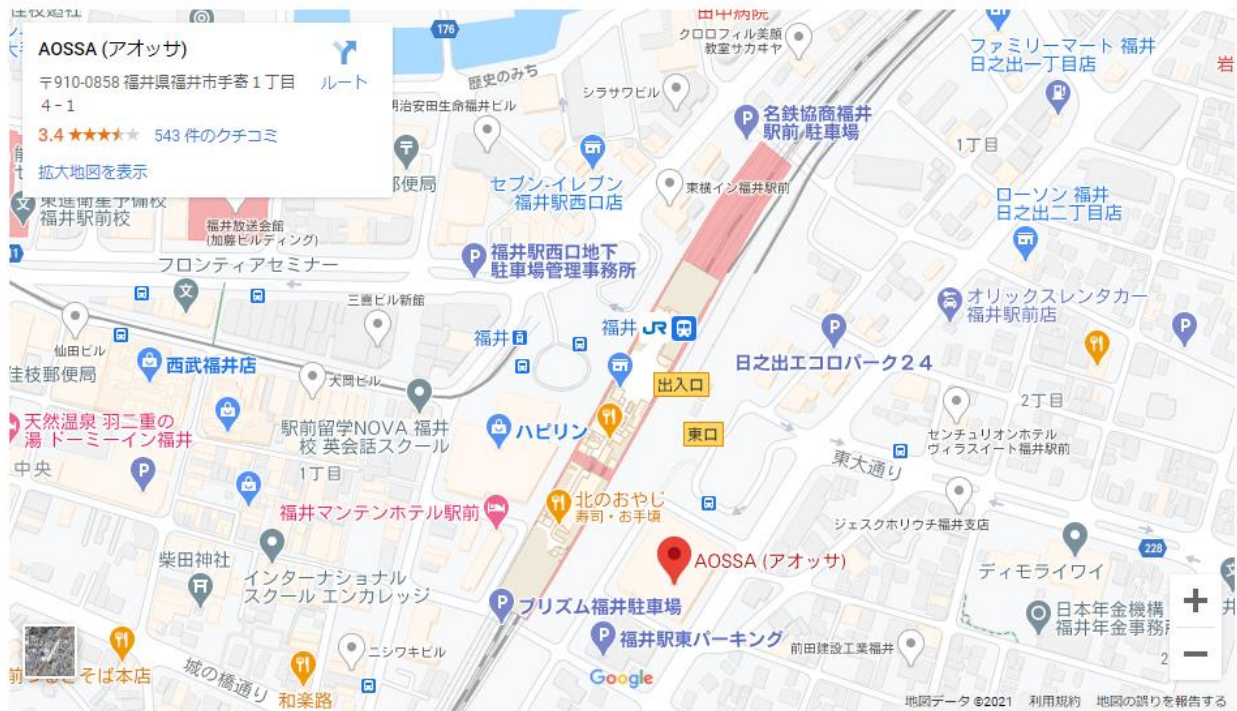 AOSSA (アオッサ)
〒910-0858 福井県福井市手寄１丁目
４−１
ルート
3.4
543 件のクチコミ
拡大地図を表示
176
田中病院
クロロフィル美顔
教室サカキヤ
ファミリーマート 福井
日之出一丁目店
岩
歴史のみち
シラサワビル
明治安田生命福井ビル
名鉄協商福井
駅前 駐車場
1丁目
郵便局
セブン-イレブン
福井駅西口店
東横イン福井駅前
ローソン 福井
日之出二丁目店
東進衛星予備校
福井駅前校
福井放送会館
(加藤ビルディング)
福井駅西口地下
駐車場管理事務所
フロンティアセミナー
三喜ビル新館
オリックスレンタカー
福井駅前店
福井
福井 JR
仙田ビル
西武福井店
日之出エコロパーク２４
佳枝郵便局
大岡ビル
出入口
2丁目
天然温泉 羽二重の
湯 ドーミーイン福井
駅前留学NOVA 福井
校 英会話スクール
ハピリン
東口
センチュリオンホテル
ヴィラスイート福井駅前
中央
1丁目
東大通り
福井マンテンホテル駅前
北のおやじ
寿司・お手頃
ジェスクホリウチ福井支店
228
柴田神社
インターナショナル
スクール エンカレッジ
AOSSA (アオッサ)
ディモライワイ
プリズム福井駐車場
日本年金機構
福井年金事務所
福井駅東パーキング
前田建設工業福井
ニシワキビル
そば本店
城の橋通り
和楽路
Google
地図データ ©2021
利用規約
地図の誤りを報告する